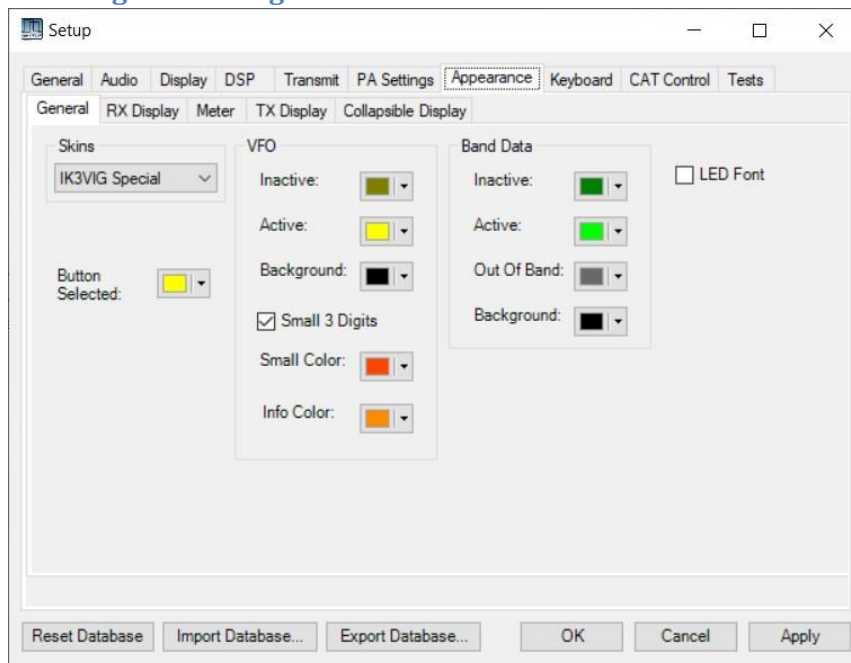 Setup
General Audio Display DSP Transmit PA Settings Appearance Keyboard CAT Control Tests
General RX Display Meter TX Display Collapsible Display
Skins
IK3VIG Special
Button
Selected:
VFO
Inactive:
Active:
Background:
Small 3 Digits
Small Color:
Info Color:
Band Data
Inactive:
Active:
Out Of Band:
Background:
LED Font
Reset Database Import Database... Export Database... OK Cancel Apply